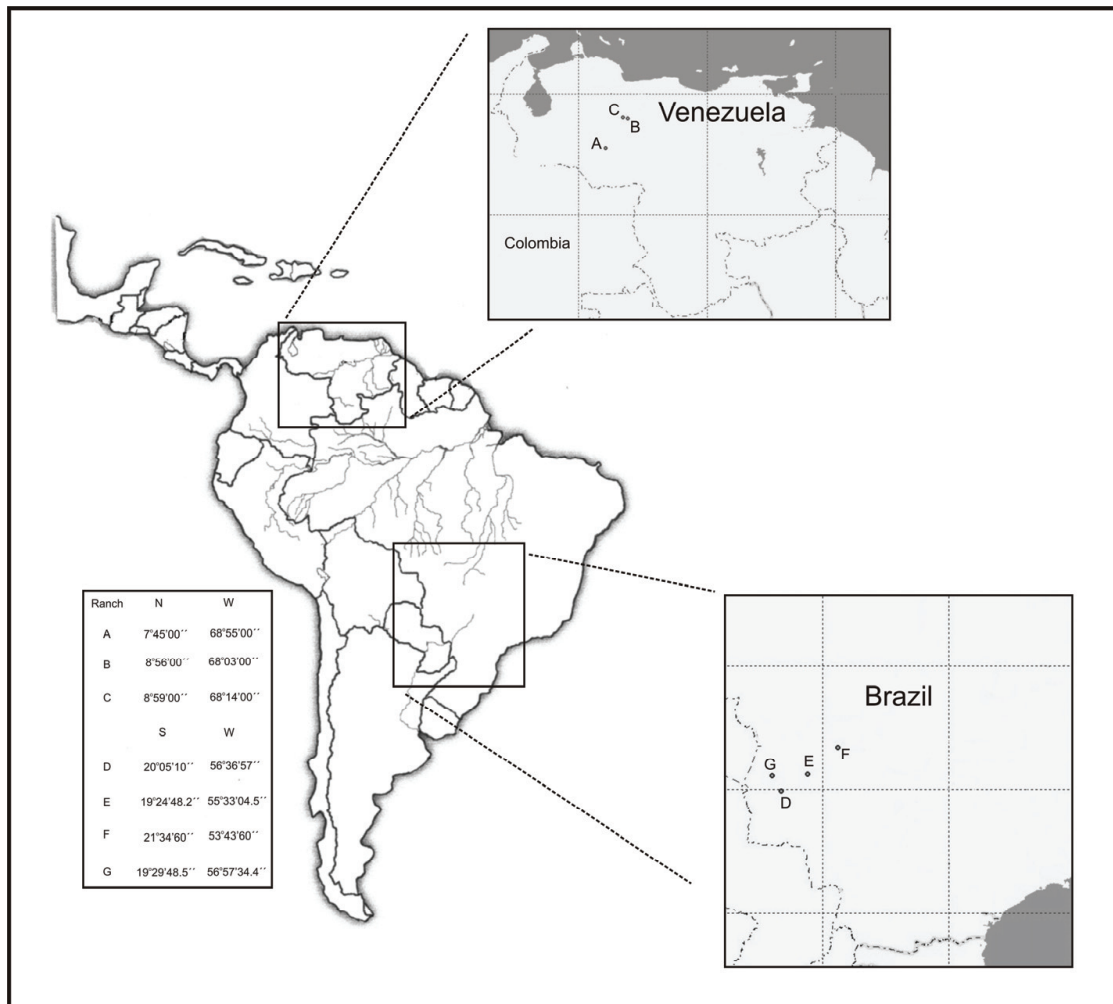 C
B
Venezuela
A
Colombia
Ranch N W
A 7°45'00´´ 68°55'00´´
B 8°56'00´´ 68°03'00´´
C 8°59'00´´ 68°14'00´´
S W
D 20°05'10´´ 56°36'57´´
E 19°24'48.2´´ 55°33'04.5´´
F 21°34'60´´ 53°43'60´´
G 19°29'48.5´´ 56°57'34.4´´
Brazil
F
G
E
D